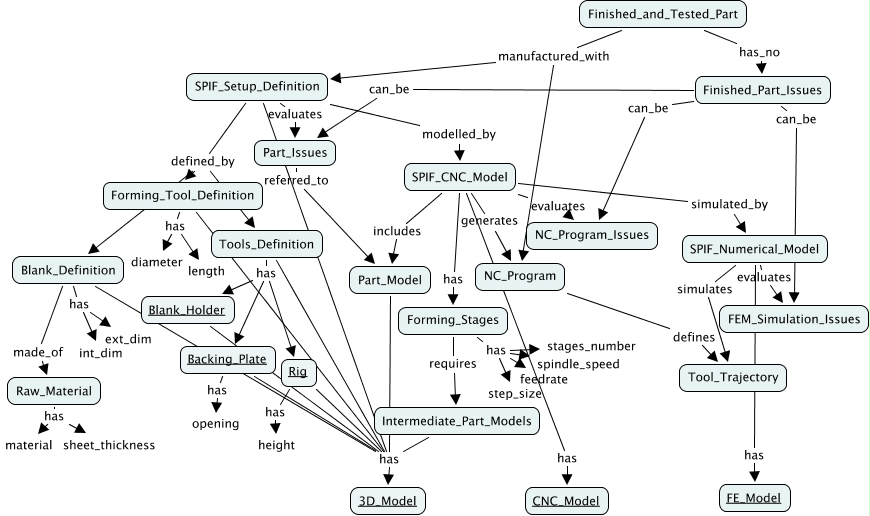 Finished_and_Tested_Part
manufactured_with
has_no
SPIF_Setup_Definition
can_be
Finished_Part_Issues
evaluates
can_be
can_be
modelled_by
Part_Issues
defined_by
referred_to
SPIF_CNC_Model
Forming_Tool_Definition
evaluates
simulated_by
has
includes
generates
Tools_Definition
NC_Program_Issues
SPIF_Numerical_Model
diameter
length
Blank_Definition
has
Part_Model
has
NC_Program
evaluates
simulates
has
Blank_Holder
ext_dim
int_dim
Forming_Stages
FEM_Simulation_Issues
made_of
Backing_Plate
Rig
requires
has
stages_number
spindle_speed
feedrate
step_size
defines
Tool_Trajectory
Raw_Material
has
has
has
opening
height
material
sheet_thickness
Intermediate_Part_Models
has
has
has
3D_Model
CNC_Model
FE_Model